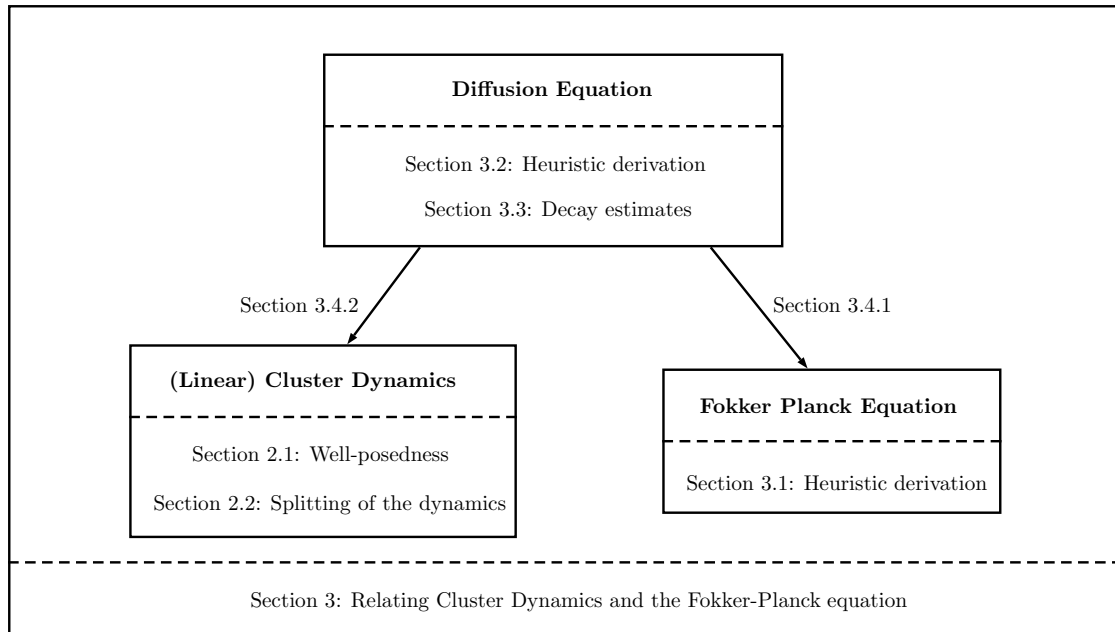 Diffusion Equation
Section 3.2: Heuristic derivation
Section 3.3: Decay estimates
Section 3.4.2
Section 3.4.1
(Linear) Cluster Dynamics
Section 2.1: Well-posedness
Section 2.2: Splitting of the dynamics
Fokker Planck Equation
Section 3.1: Heuristic derivation
Section 3: Relating Cluster Dynamics and the Fokker-Planck equation